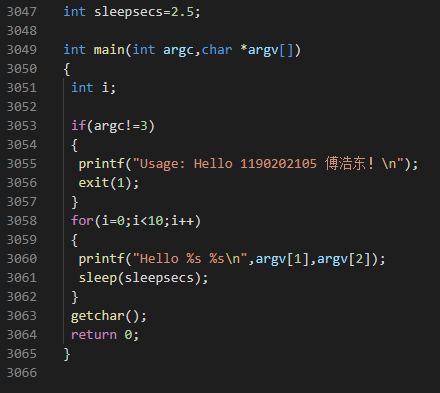 3047 int sleepsecs=2.5;
3048
3049 int main(int argc,char *argv[])
3050 {
3051 int i;
3052
3053 if(argc!=3)
3054 {
3055 printf("Usage: Hello 1190202105 傅浩东！\n");
3056 exit(1);
3057 }
3058 for(i=0;i<10;i++)
3059 {
3060 printf("Hello %s %s\n",argv[1],argv[2]);
3061 sleep(sleepsecs);
3062 }
3063 getchar();
3064 return 0;
3065 }
3066